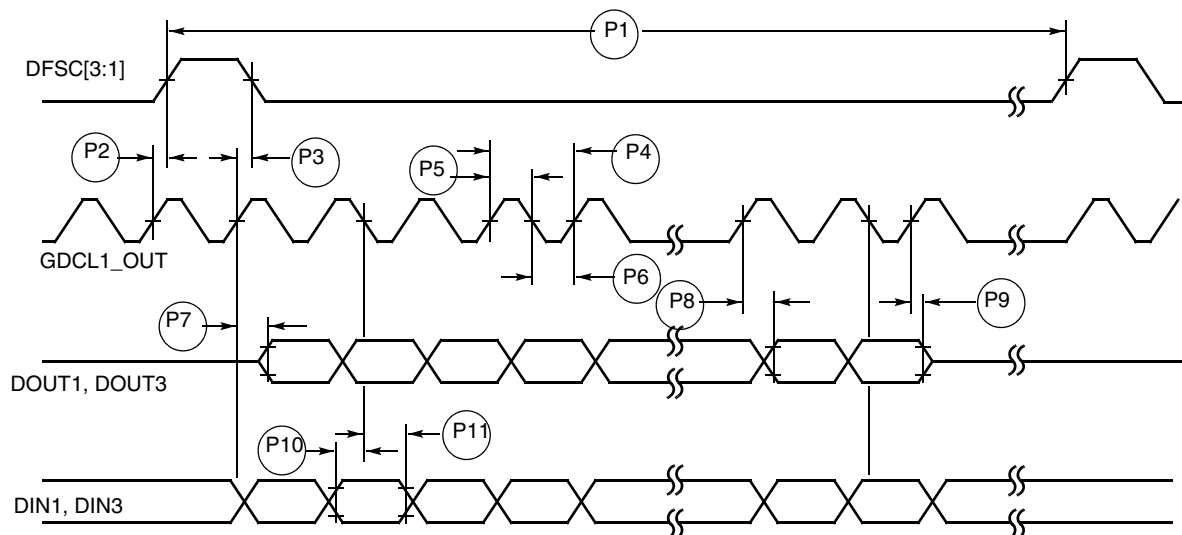 P1
DFSC[3:1]
P2
P3
P5
P4
GDCL1_OUT
P6
P7
P8
P9
DOUT1, DOUT3
P10
P11
DIN1, DIN3